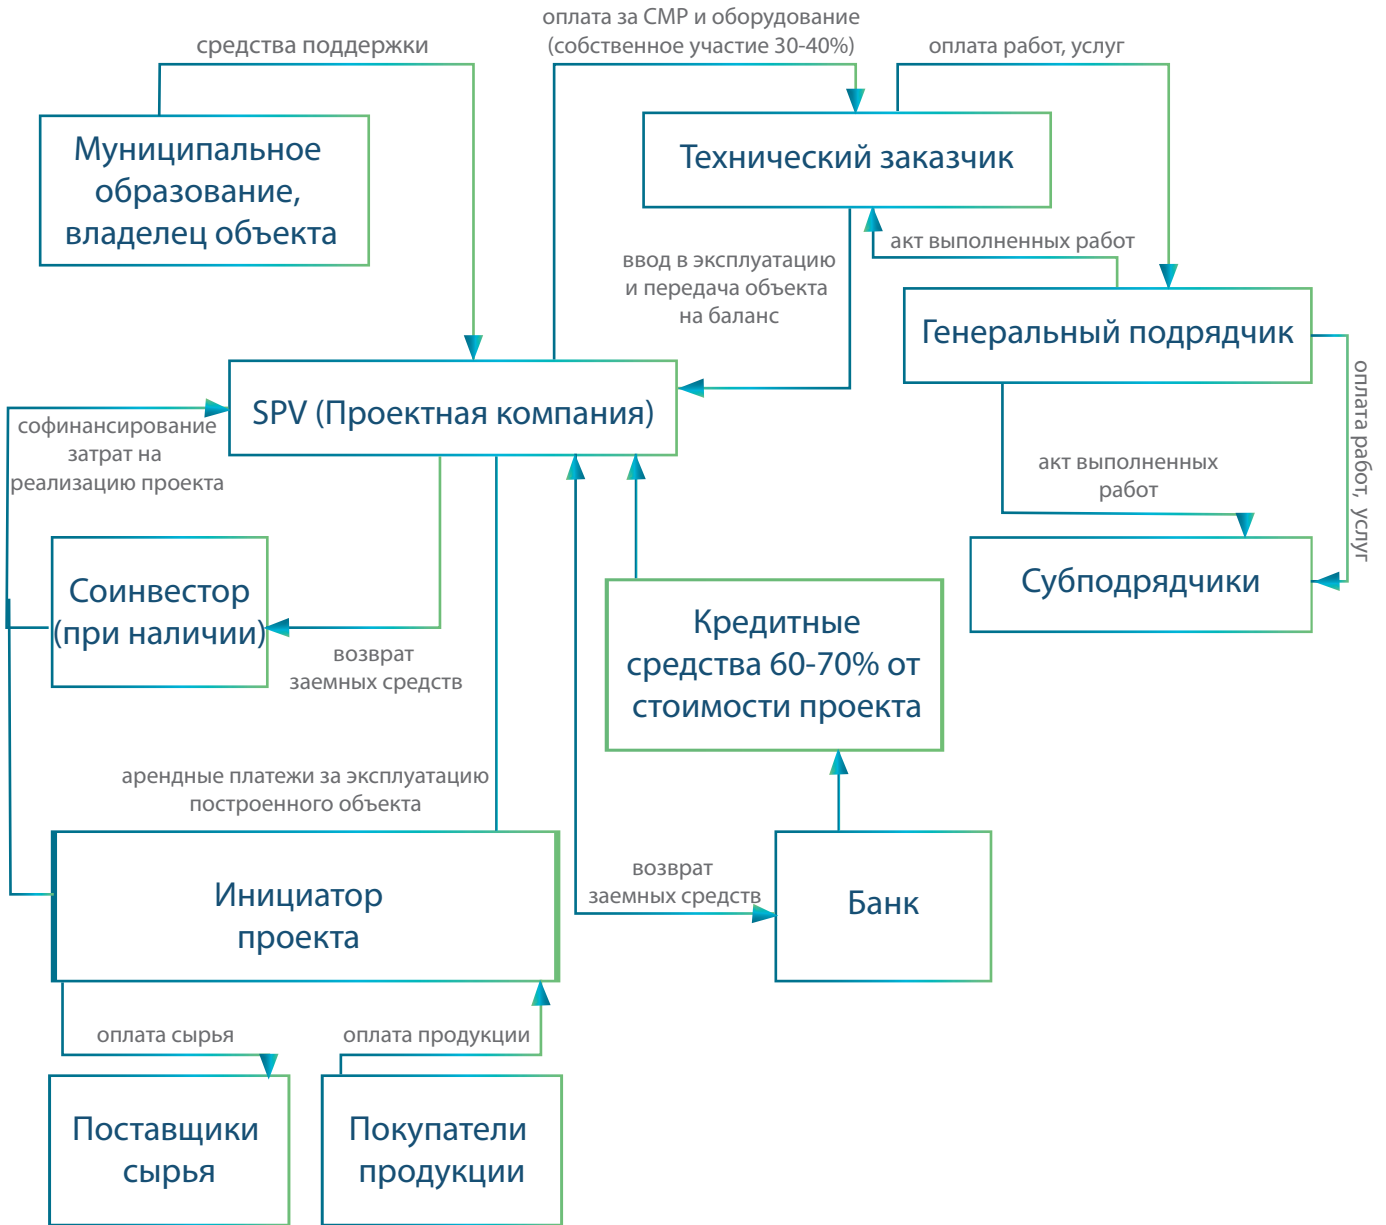 оплата за СМР и оборудование
(собственное участие 30-40%)
средства поддержки
оплата работ, услуг
Муниципальное
образование,
владелец объекта
Технический заказчик
акт выполненных работ
ввод в эксплуатацию
и передача объекта
на баланс
Генеральный подрядчик
оплата работ, услуг
SPV (Проектная компания)
софинансирование
затрат на
реализацию проекта
акт выполненных
работ
Соинвестор
(при наличии)
Субподрядчики
Кредитные
средства 60-70% от
стоимости проекта
возврат
заемных средств
арендные платежи за эксплуатацию
построенного объекта
Инициатор
проекта
возврат
заемных средств
Банк
оплата сырья
оплата продукции
Поставщики
сырья
Покупатели
продукции